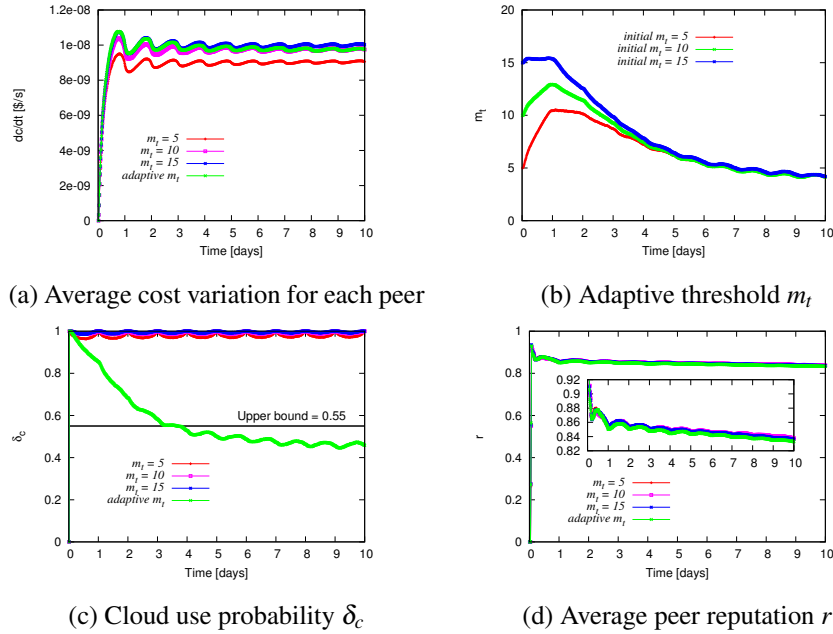 1.2e-08
1e-08
8e-09
6e-09
4e-09
2e-09
0
dc/dt [$/s]
m_t = 5
m_t = 10
m_t = 15
adaptive m_t
0 1 2 3 4 5 6 7 8 9 10
Time [days]
(a) Average cost variation for each peer
20
15
10
5
0
m_t
initial m_t = 5
initial m_t = 10
initial m_t = 15
0 1 2 3 4 5 6 7 8 9 10
Time [days]
(b) Adaptive threshold m_t
1
0.8
0.6
0.4
0.2
0
δ_c
Upper bound = 0.55
m_t = 5
m_t = 10
m_t = 15
adaptive m_t
0 1 2 3 4 5 6 7 8 9 10
Time [days]
(c) Cloud use probability δ_c
1
0.8
0.6
0.4
0.2
0
r
0.92
0.9
0.88
0.86
0.84
0.82
0 1 2 3 4 5 6 7 8 9 10
m_t = 5
m_t = 10
m_t = 15
adaptive m_t
0 1 2 3 4 5 6 7 8 9 10
Time [days]
(d) Average peer reputation r